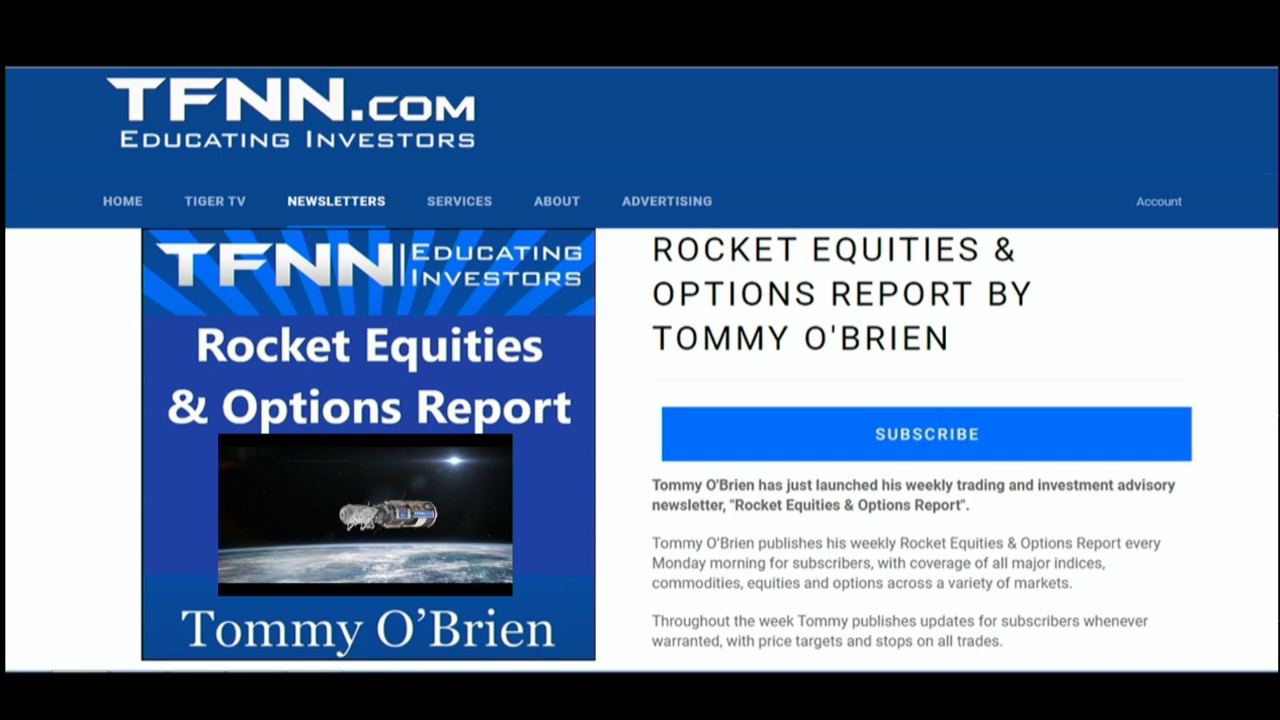 TFNN.COM
EDUCATING INVESTORS
HOME TIGER TV NEWSLETTERS SERVICES ABOUT ADVERTISING Account
TFNN EDUCATING
INVESTORS
Rocket Equities
& Options Report
Tommy O’Brien
ROCKET EQUITIES &
OPTIONS REPORT BY
TOMMY O'BRIEN
SUBSCRIBE
Tommy O'Brien has just launched his weekly trading and investment advisory
newsletter, "Rocket Equities & Options Report".
Tommy O'Brien publishes his weekly Rocket Equities & Options Report every
Monday morning for subscribers, with coverage of all major indices,
commodities, equities and options across a variety of markets.
Throughout the week Tommy publishes updates for subscribers whenever
warranted, with price targets and stops on all trades.